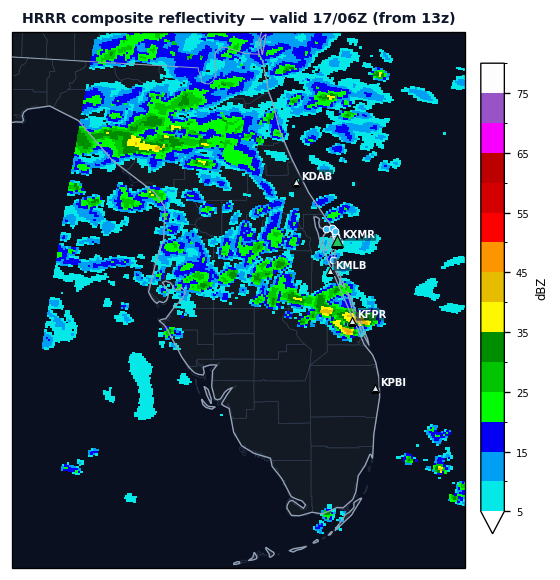 HRRR composite reflectivity — valid 17/06Z (from 13z)
KDAB
KXMR
KMLB
KFPR
KPBI
75
65
55
45
35
25
15
5
dBZ